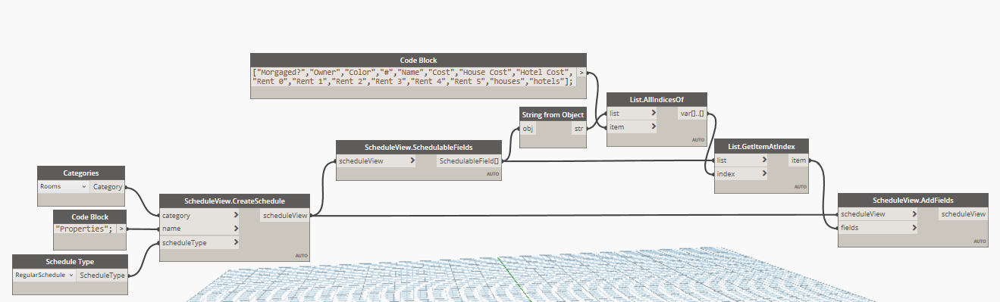 Code Block
["Morgaged?","Owner","Color","#","Name","Cost","House Cost","Hotel Cost",
"Rent 0","Rent 1","Rent 2","Rent 3","Rent 4","Rent 5","houses","hotels"];
>
List.AllIndicesOf
list > var[]..[]
item >
AUTO
String from Object
obj str
ScheduleView.SchedulableFields
scheduleView > SchedulableField[]
AUTO
List.GetItemAtIndex
list > item
index >
AUTO
Categories
Rooms Category
Code Block
"Properties"; >
Schedule Type
RegularSchedule ScheduleType
ScheduleView.CreateSchedule
category > scheduleView
name >
scheduleType >
AUTO
ScheduleView.AddFields
scheduleView > scheduleView
fields >
AUTO